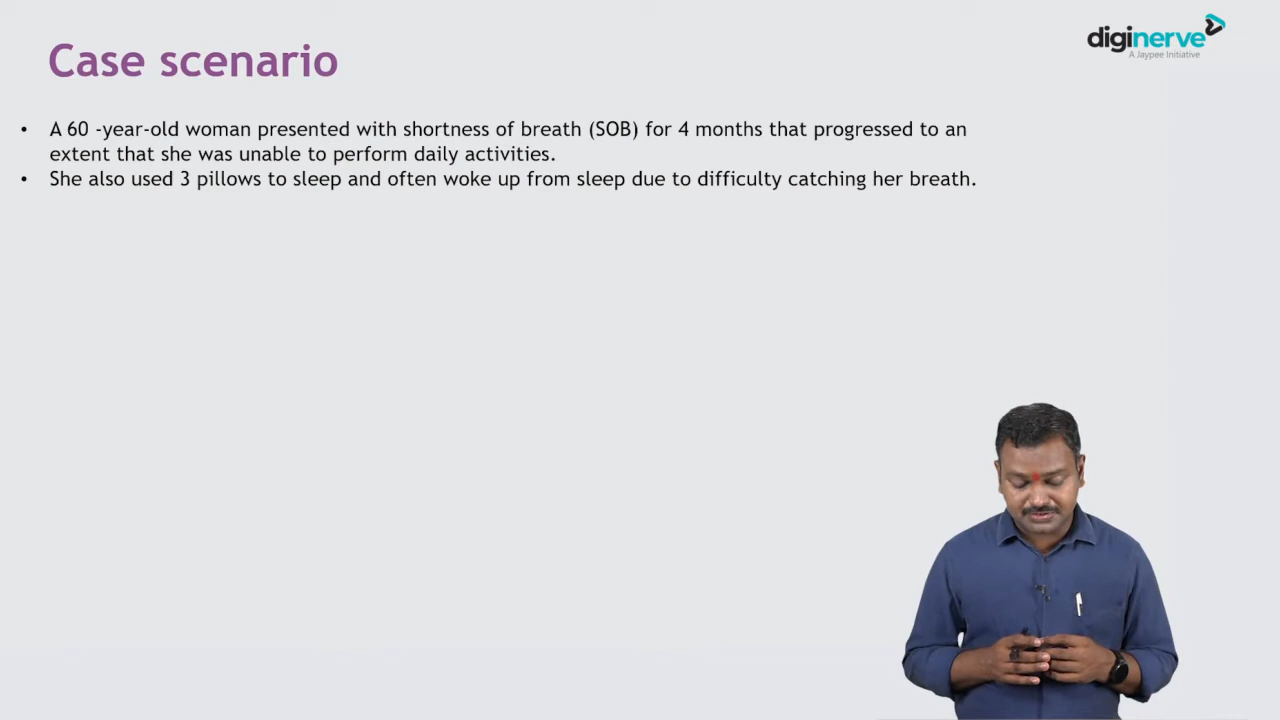 Case scenario
diginerve
A Jaypee Initiative
• A 60 -year-old woman presented with shortness of breath (SOB) for 4 months that progressed to an
extent that she was unable to perform daily activities.
• She also used 3 pillows to sleep and often woke up from sleep due to difficulty catching her breath.